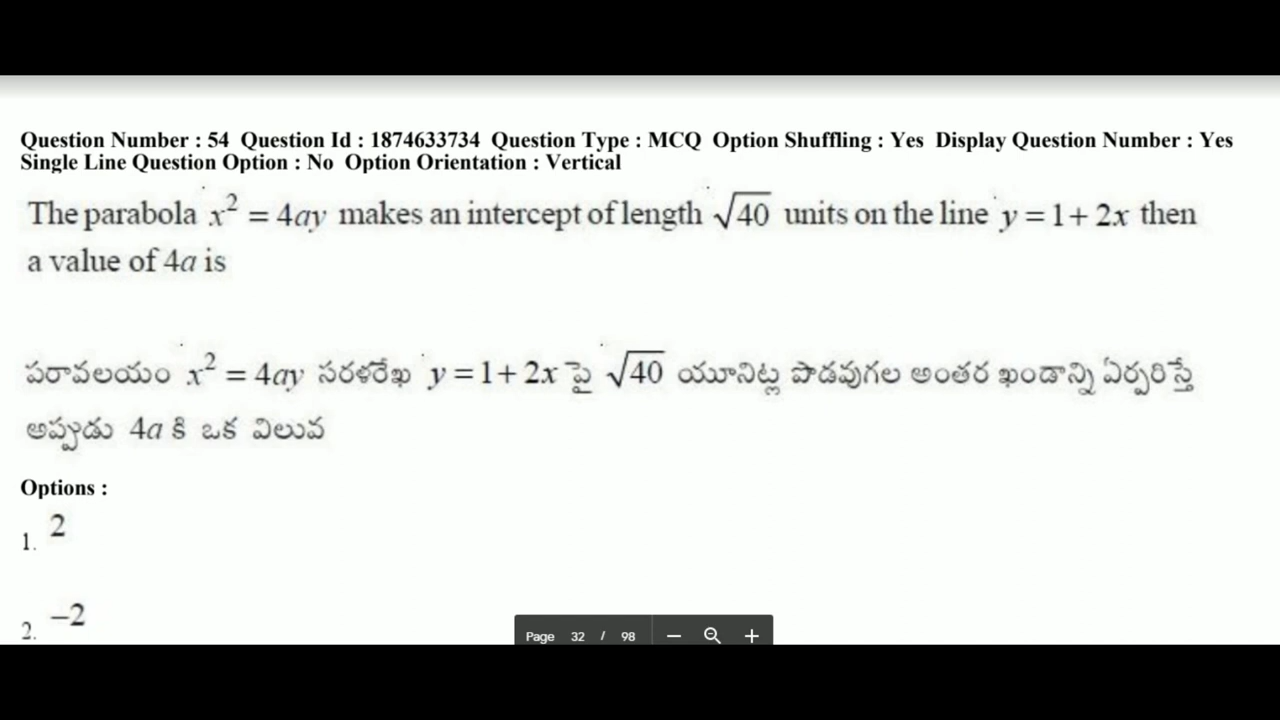 Question Number : 54 Question Id : 1874633734 Question Type : MCQ Option Shuffling : Yes Display Question Number : Yes
Single Line Question Option : No Option Orientation : Vertical
The parabola x² = 4ay makes an intercept of length √40 units on the line y = 1 + 2x then
a value of 4a is
పరావలయం x² = 4ay సరళరేఖ y = 1 + 2x పై √40 యూనిట్ల పొడవుగల అంతర ఖండాన్ని ఏర్పరిస్తే
అప్పుడు 4a కి ఒక విలువ
Options :
1. 2
2. −2
Page 32 / 98